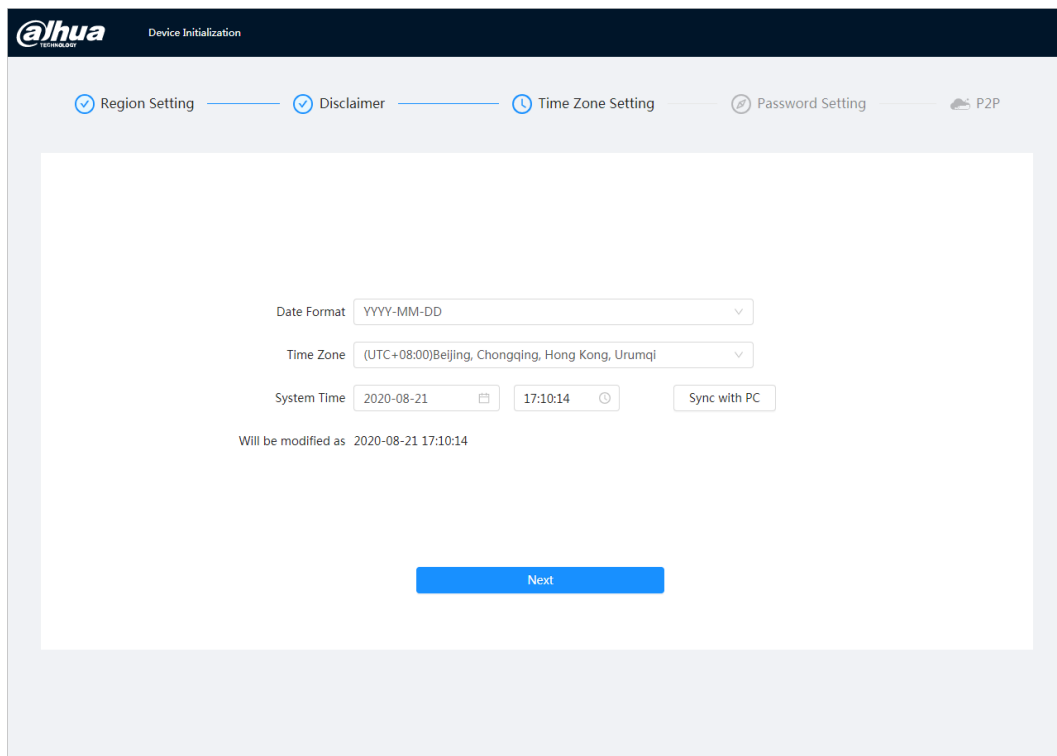 alhua
TECHNOLOGY
Device Initialization
Region Setting
Disclaimer
Time Zone Setting
Password Setting
P2P
Date Format YYYY-MM-DD
Time Zone (UTC+08:00)Beijing, Chongqing, Hong Kong, Urumqi
System Time 2020-08-21 17:10:14 Sync with PC
Will be modified as 2020-08-21 17:10:14
Next